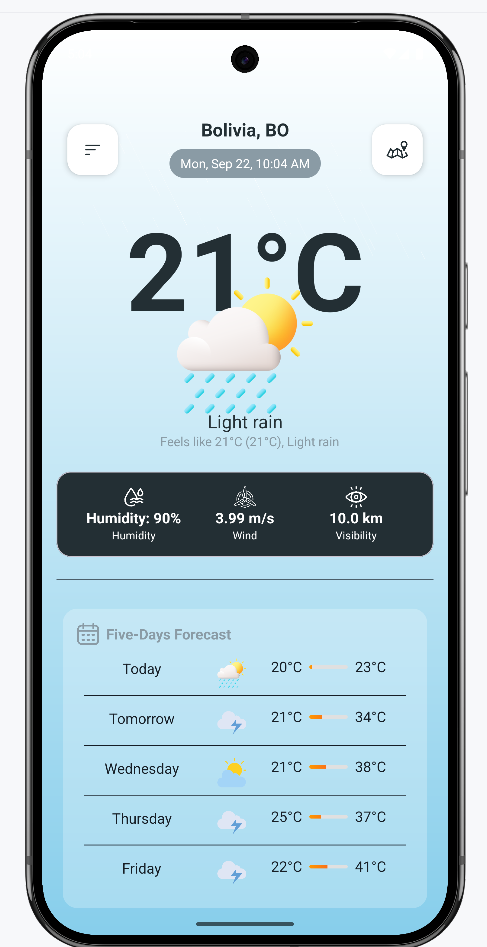 Bolivia, BO
Mon, Sep 22, 10:04 AM
21°C
Light rain
Feels like 21°C (21°C), Light rain
Humidity: 90% 3.99 m/s 10.0 km
Humidity Wind Visibility
Five-Days Forecast
Today 20°C 23°C
Tomorrow 21°C 34°C
Wednesday 21°C 38°C
Thursday 25°C 37°C
Friday 22°C 41°C